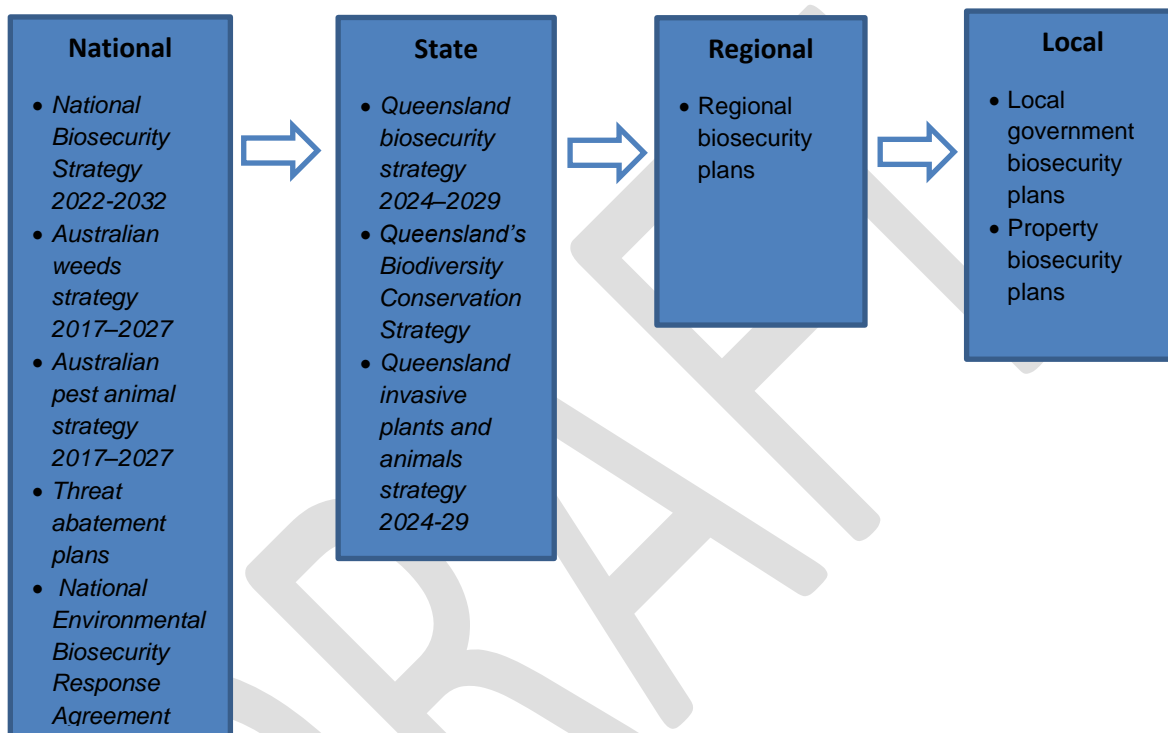 National
• National
Biosecurity
Strategy
2022-2032
• Australian
weeds
strategy
2017–2027
• Australian
pest animal
strategy
2017–2027
• Threat
abatement
plans
• National
Environmental
Biosecurity
Response
Agreement
State
• Queensland
biosecurity
strategy
2024–2029
• Queensland's
Biodiversity
Conservation
Strategy
• Queensland
invasive
plants and
animals
strategy
2024-29
Regional
• Regional
biosecurity
plans
Local
• Local
government
biosecurity
plans
• Property
biosecurity
plans
DRAFT